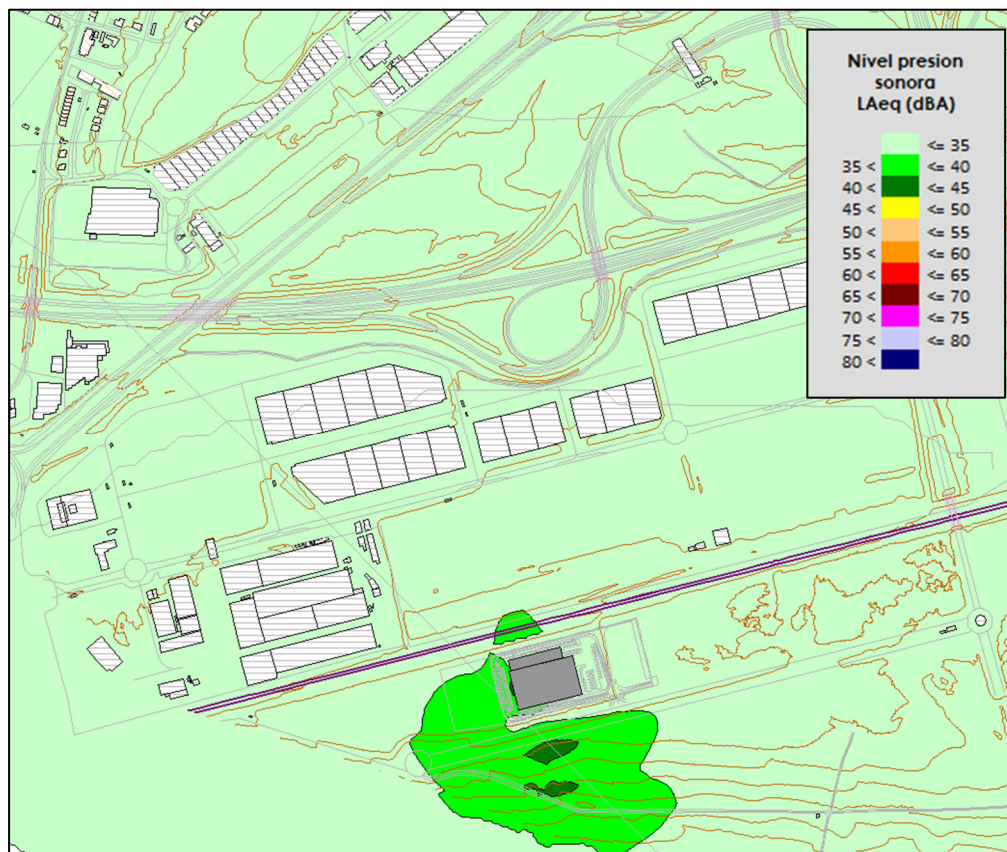 Nivel presion
sonora
LAeq (dBA)
<= 35
35 < <= 40
40 < <= 45
45 < <= 50
50 < <= 55
55 < <= 60
60 < <= 65
65 < <= 70
70 < <= 75
75 < <= 80
80 <